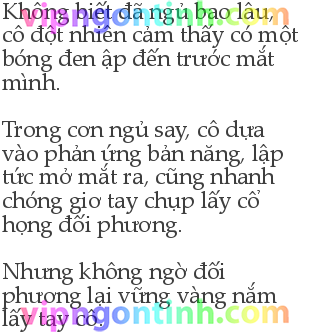 Không biết đã ngủ bao lâu,
cô đột nhiên cảm thấy có một
bóng đen ập đến trước mắt
mình.
Trong cơn ngủ say, cô dựa
vào phản ứng bản năng, lập
tức mở mắt ra, cũng nhanh
chóng giơ tay chụp lấy cổ
họng đối phương.
Nhưng không ngờ đối
phương lại vững vàng nắm
lấy tay cô.
vipngontinh.com
vipngontinh.com